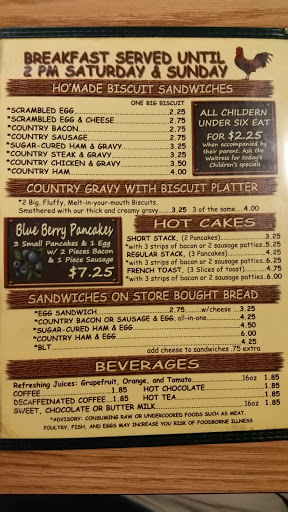 BREAKFAST SERVED UNTIL
2 PM SATURDAY & SUNDAY
HO'MADE BISCUIT SANDWICHES
ONE BIG BISCUIT
*SCRAMBLED EGG 2.25
*SCRAMBLED EGG & CHEESE 2.75
*COUNTRY BACON 2.75
*COUNTRY SAUSAGE 2.75
*SUGAR-CURED HAM & GRAVY 3.25
*COUNTRY STEAK & GRAVY 3.25
*COUNTRY CHICKEN & GRAVY 3.50
*COUNTRY HAM 4.00
ALL CHILDERN
UNDER SIX EAT
FOR $2.25
When accompanied by
their parent. Ask the
Waitress for today's
Children's specials
COUNTRY GRAVY WITH BISCUIT PLATTER
*2 Big, Fluffy, Melt-in-your-mouth Biscuits,
Smothered with our thick and creamy gravy 3.25 3 of the same 4.00
Blue Berry Pancakes
3 Small Pancakes & 1 Egg
w/ 2 Pieces Bacon
& 1 Piece Sausage
$7.25
HOT CAKES
SHORT STACK, (2 Pancakes) 3.25
*with 3 strips of bacon or 2 sausage patties 5.25
REGULAR STACK, (3 Pancakes) 4.25
*with 3 strips of bacon or 2 sausage patties 6.25
FRENCH TOAST, (3 Slices of toast) 4.75
*with 3 strips of bacon or 2 sausage patties 6.00
SANDWICHES ON STORE BOUGHT BREAD
*EGG SANDWICH 2.75 w/cheese 3.25
*COUNTRY BACON OR SAUSAGE & EGG, all-in-one 4.25
*SUGAR-CURED HAM & EGG 4.50
*COUNTRY HAM & EGG 6.00
*BLT 4.25
add cheese to sandwiches .75 extra
BEVERAGES
Refreshing Juices: Grapefruit, Orange, and Tomato 16oz 1.85
COFFEE 1.85 HOT CHOCOLATE 1.85
DECAFFEINATED COFFEE 1.85 HOT TEA 1.85
SWEET, CHOCOLATE OR BUTTER MILK 16oz 1.85
*ADVISORY: CONSUMING RAW OR UNDERCOOKED FOODS SUCH AS MEAT,
POULTRY, FISH, AND EGGS MAY INCREASE YOU RISK OF FOODBORNE ILLNESS